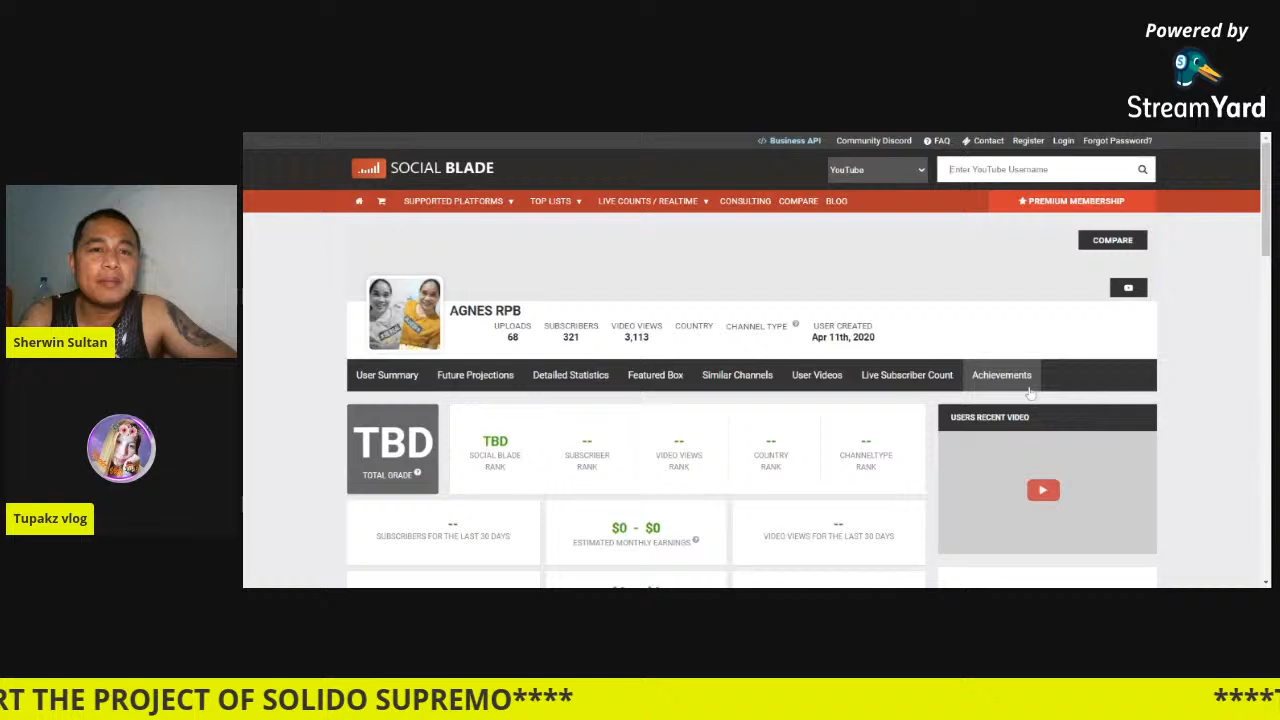 Powered by
StreamYard
Business API Community Discord FAQ Contact Register Login Forgot Password?
SOCIAL BLADE
YouTube
Enter YouTube Username
SUPPORTED PLATFORMS TOP LISTS LIVE COUNTS / REALTIME CONSULTING COMPARE BLOG
PREMIUM MEMBERSHIP
COMPARE
AGNES RPB
UPLOADS SUBSCRIBERS VIDEO VIEWS COUNTRY CHANNEL TYPE USER CREATED
68 321 3,113 Apr 11th, 2020
User Summary Future Projections Detailed Statistics Featured Box Similar Channels User Videos Live Subscriber Count Achievements
TBD
TOTAL GRADE
TBD -- -- -- --
SOCIAL BLADE SUBSCRIBER VIDEO VIEWS COUNTRY CHANNELTYPE
RANK RANK RANK RANK RANK
USERS RECENT VIDEO
-- $0 - $0 --
SUBSCRIBERS FOR THE LAST 30 DAYS ESTIMATED MONTHLY EARNINGS VIDEO VIEWS FOR THE LAST 30 DAYS
Sherwin Sultan
Tupakz vlog
RT THE PROJECT OF SOLIDO SUPREMO**** ****